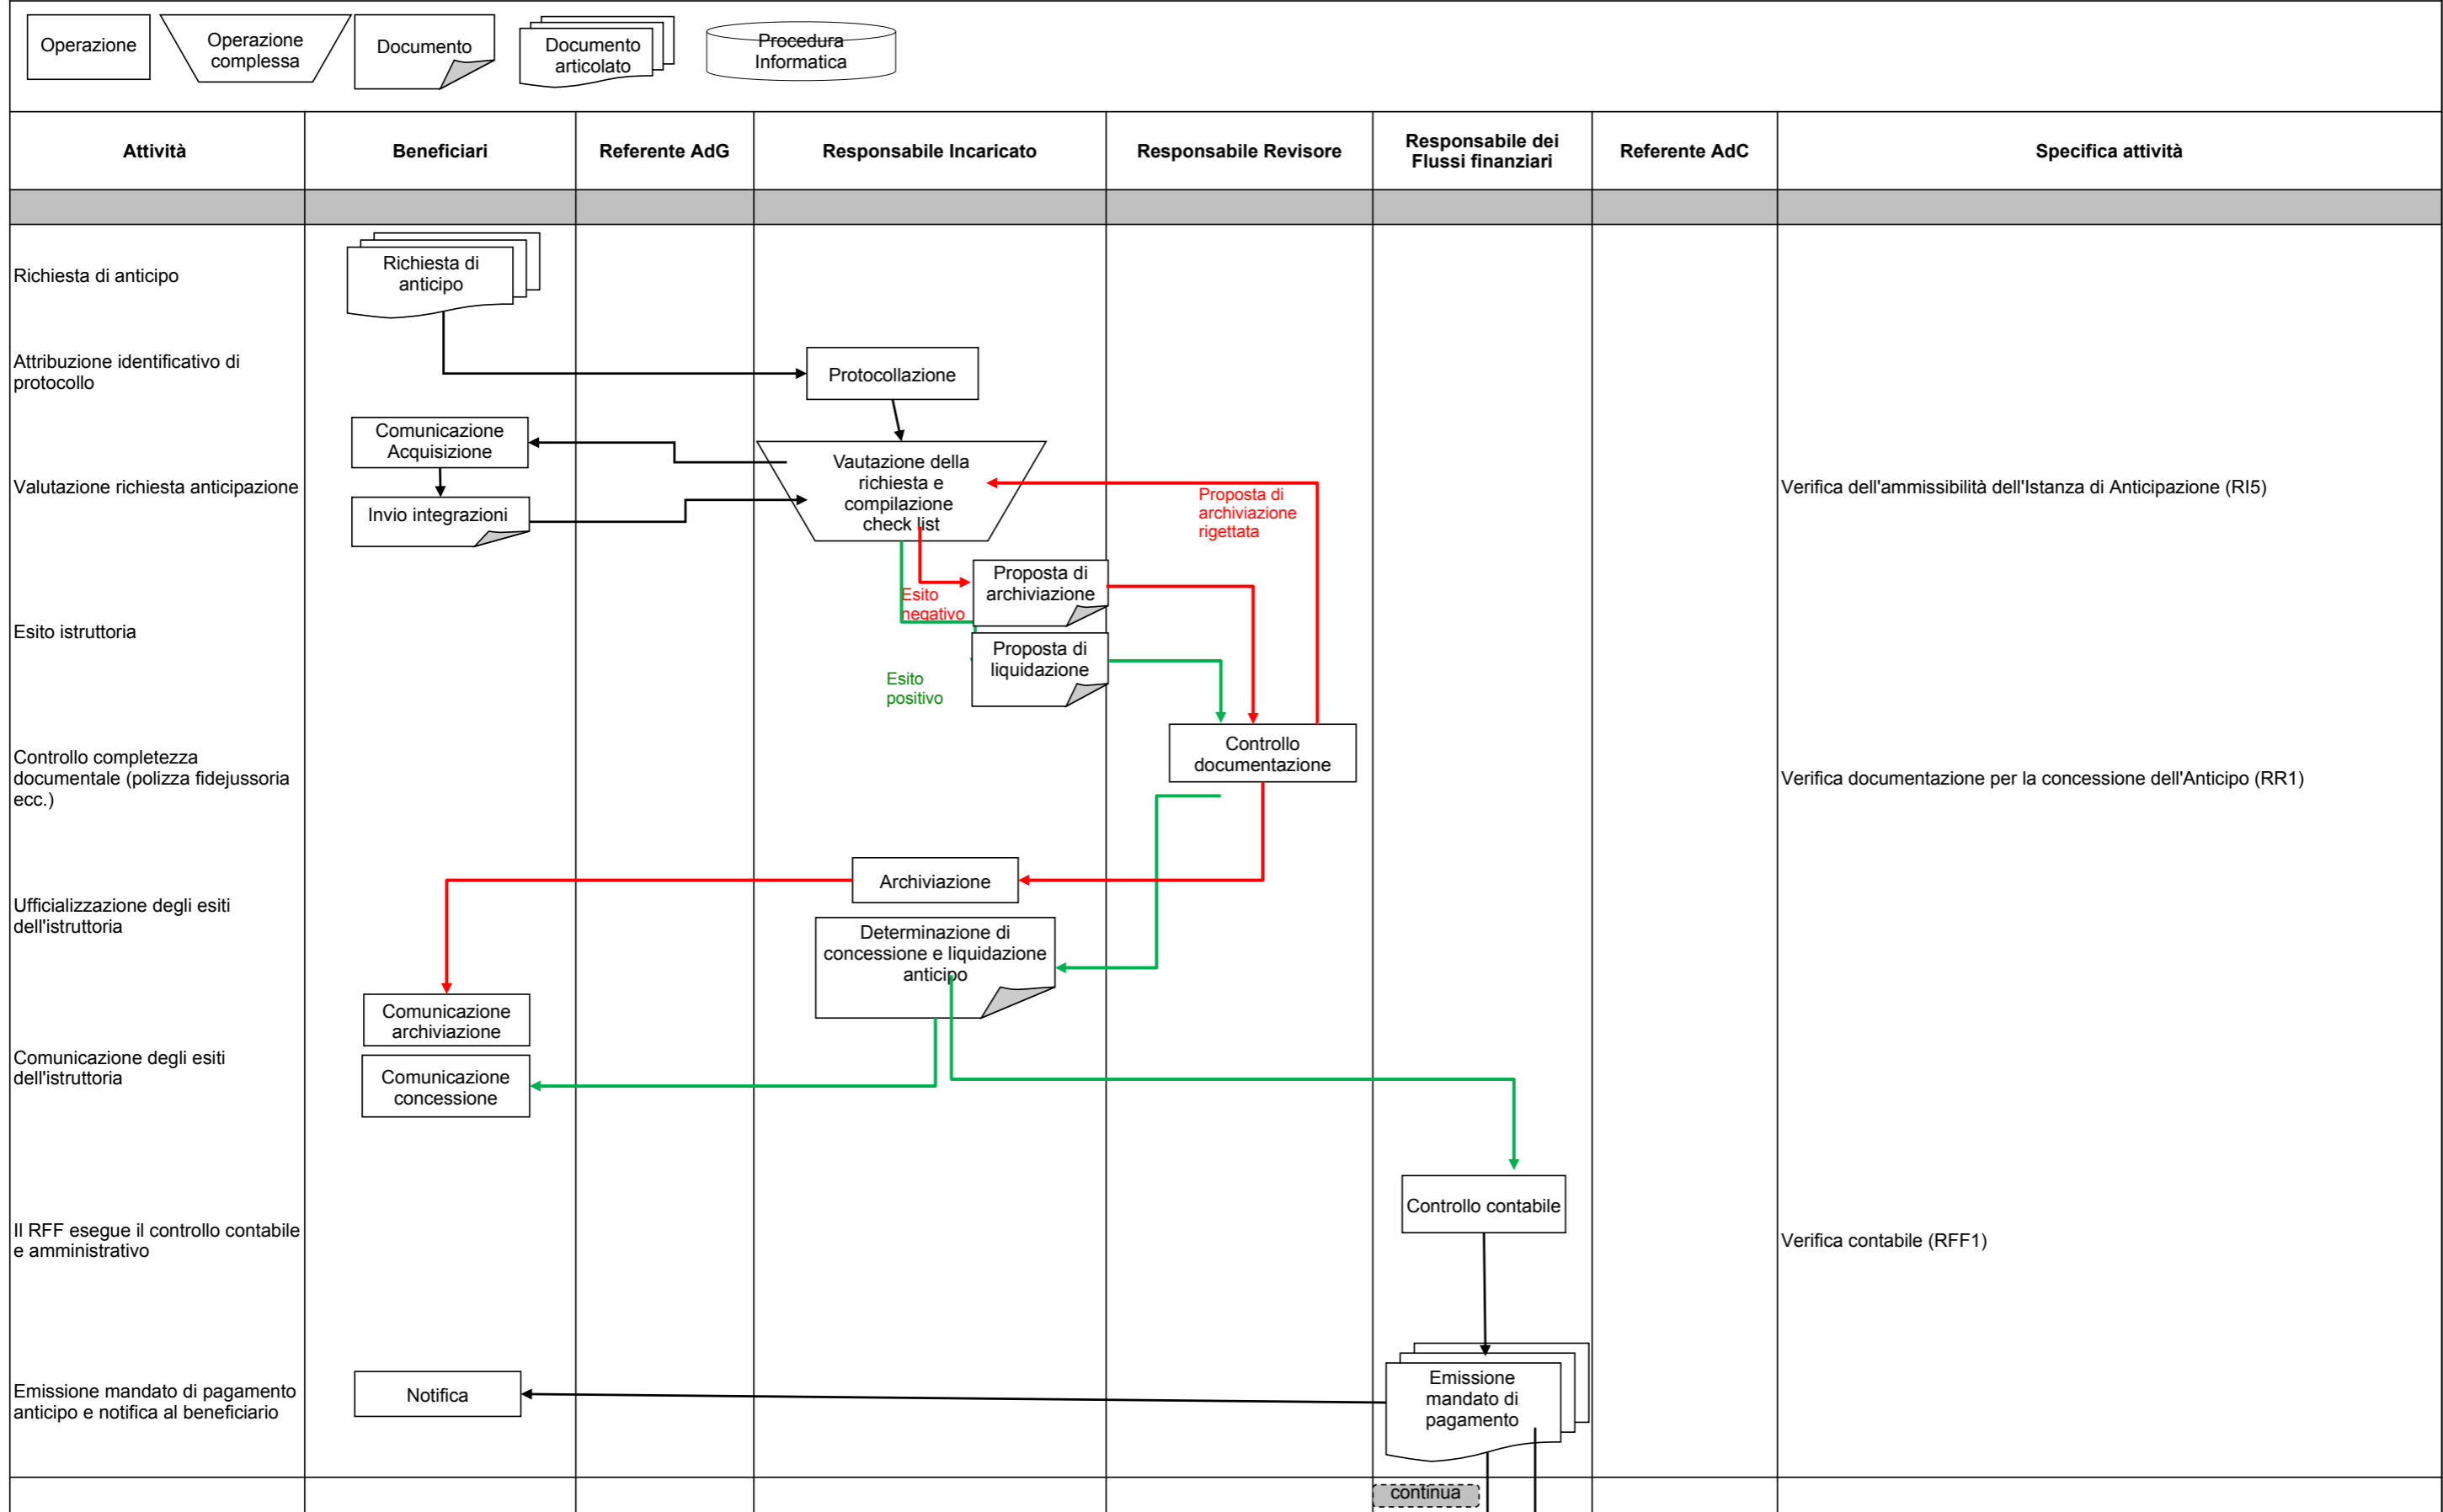 Operazione
Operazione
complessa
Documento
Documento
articolato
Procedura
Informatica
Attività
Beneficiari
Referente AdG
Responsabile Incaricato
Responsabile Revisore
Responsabile dei
Flussi finanziari
Referente AdC
Specifica attività
Richiesta di anticipo
Richiesta di
anticipo
Attribuzione identificativo di
protocollo
Protocollazione
Comunicazione
Acquisizione
Valutazione richiesta anticipazione
Invio integrazioni
Vautazione della
richiesta e
compilazione
check list
Proposta di
archiviazione
rigettata
Verifica dell'ammissibilità dell'Istanza di Anticipazione (RI5)
Esito
negativo
Proposta di
archiviazione
Esito istruttoria
Proposta di
liquidazione
Esito
positivo
Controllo completezza
documentale (polizza fidejussoria
ecc.)
Controllo
documentazione
Verifica documentazione per la concessione dell'Anticipo (RR1)
Archiviazione
Ufficializzazione degli esiti
dell'istruttoria
Determinazione di
concessione e liquidazione
anticipo
Comunicazione
archiviazione
Comunicazione degli esiti
dell'istruttoria
Comunicazione
concessione
Controllo contabile
Il RFF esegue il controllo contabile
e amministrativo
Verifica contabile (RFF1)
Emissione mandato di pagamento
anticipo e notifica al beneficiario
Notifica
Emissione
mandato di
pagamento
continua